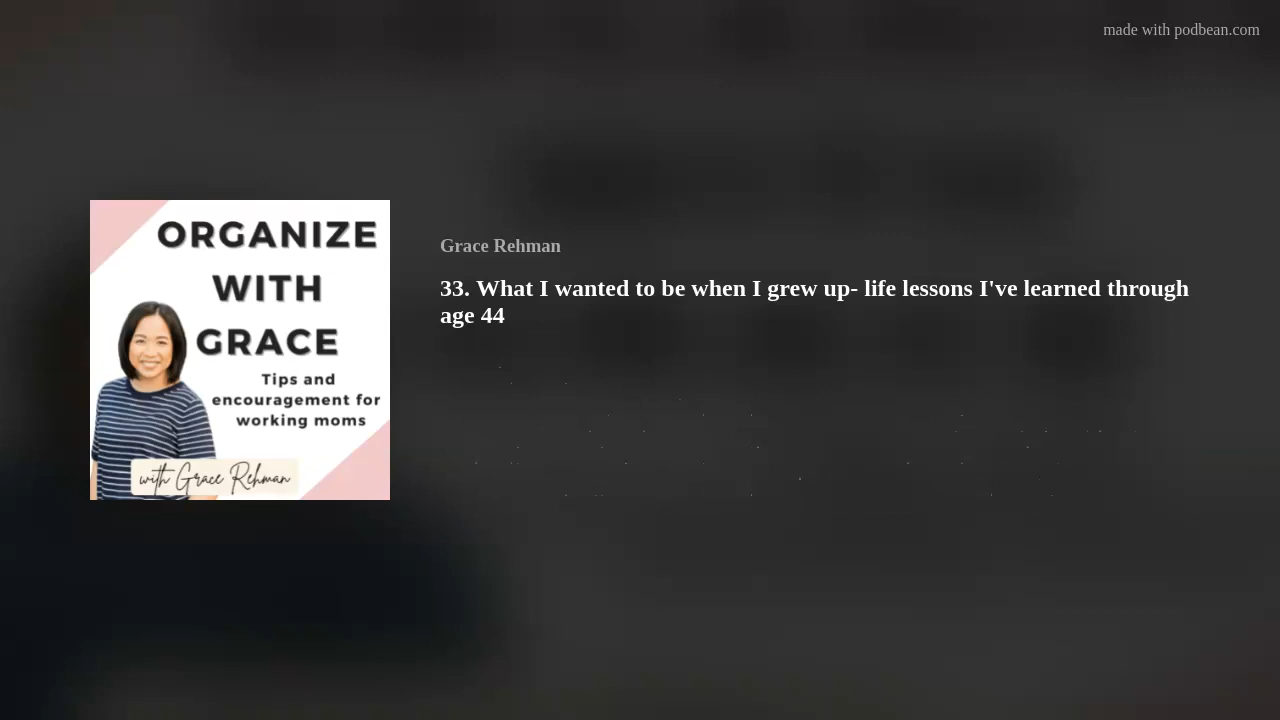 made with podbean.com
ORGANIZE
WITH
GRACE
Tips and
encouragement for
working moms
with Grace Rehman
Grace Rehman
33. What I wanted to be when I grew up- life lessons I've learned through
age 44